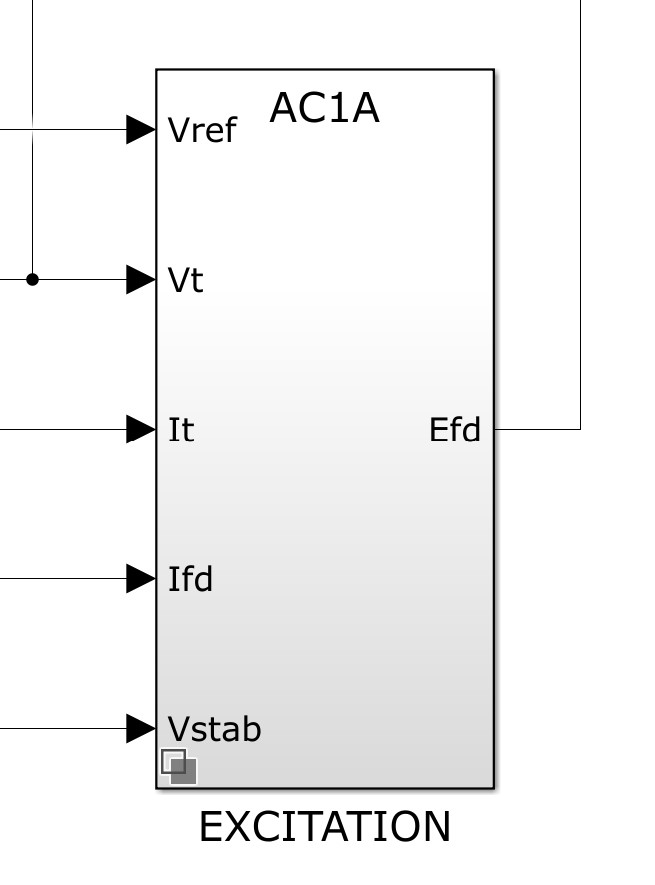 AC1A
Vref
Vt
It
Efd
Ifd
Vstab
EXCITATION